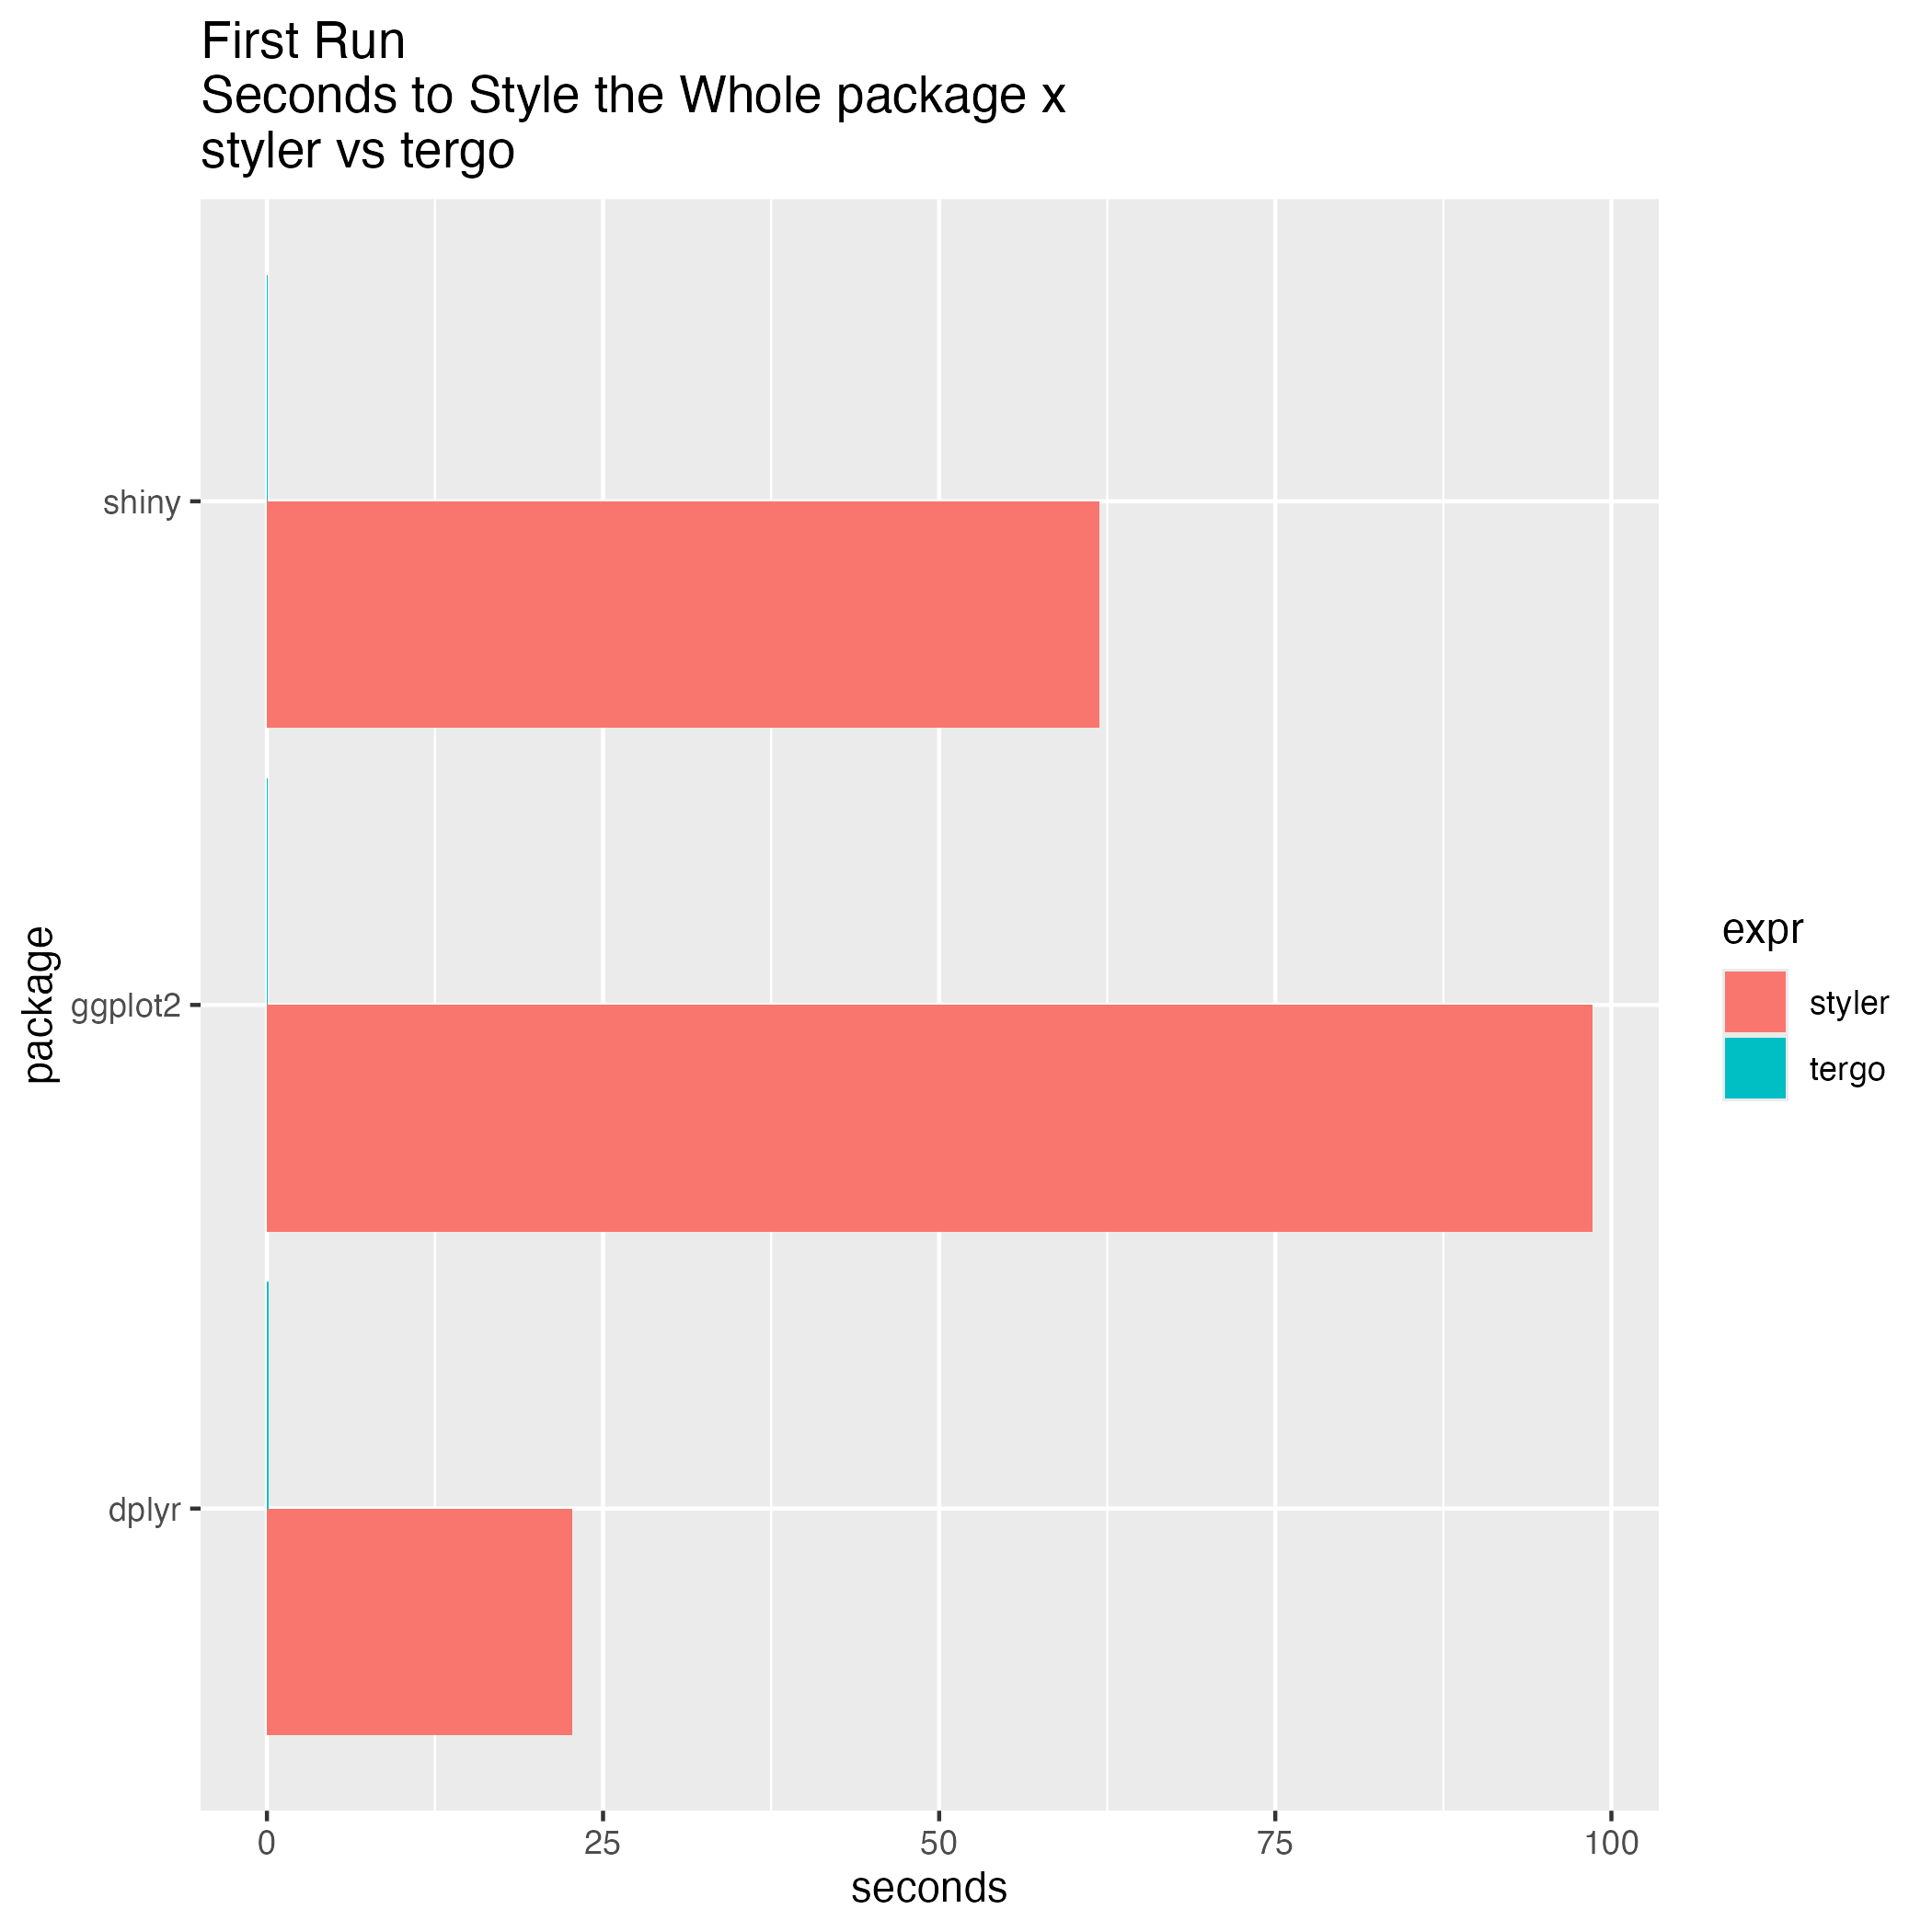 First Run
Seconds to Style the Whole package x
styler vs tergo
shiny
ggplot2
dplyr
package
0 25 50 75 100
seconds
expr
styler
tergo